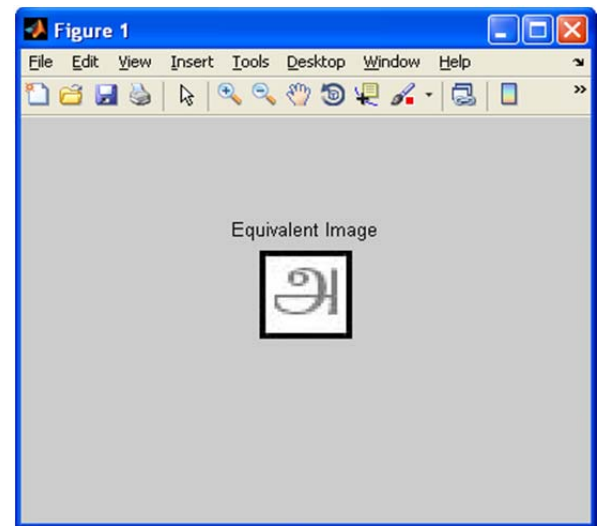 Figure 1
File Edit View Insert Tools Desktop Window Help
Equivalent Image
அ